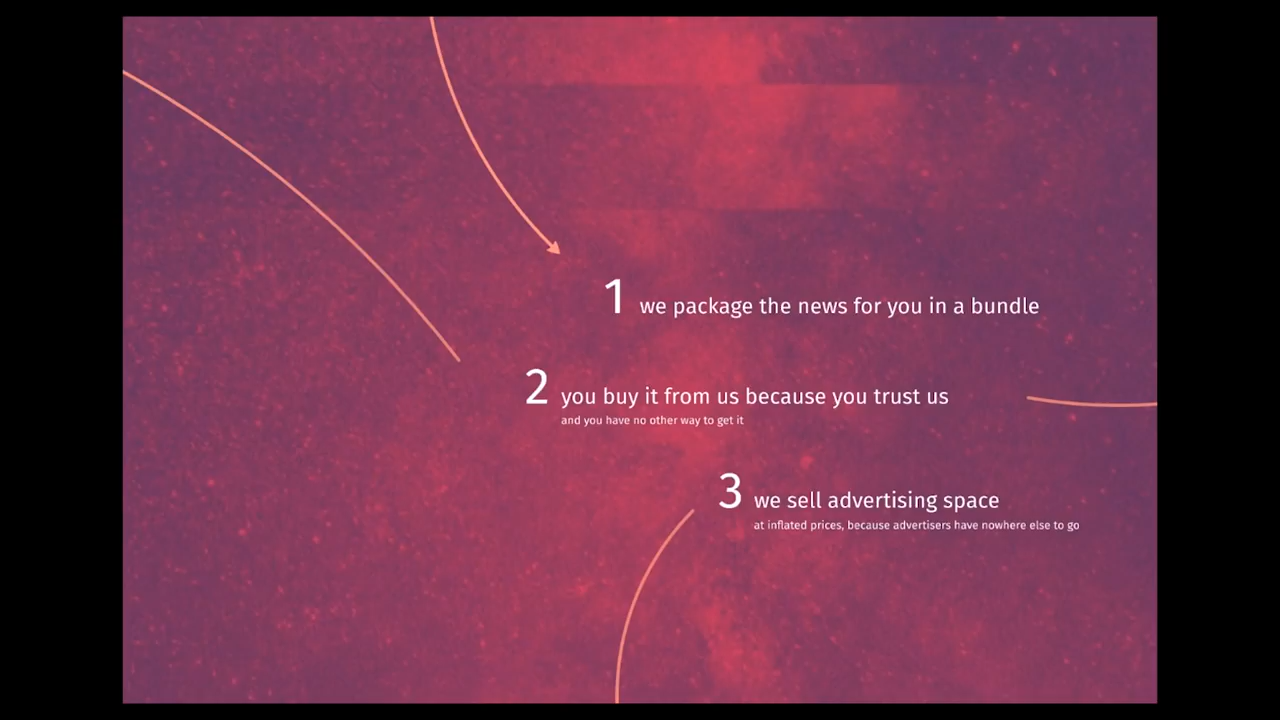 1 we package the news for you in a bundle
2 you buy it from us because you trust us
and you have no other way to get it
3 we sell advertising space
at inflated prices, because advertisers have nowhere else to go